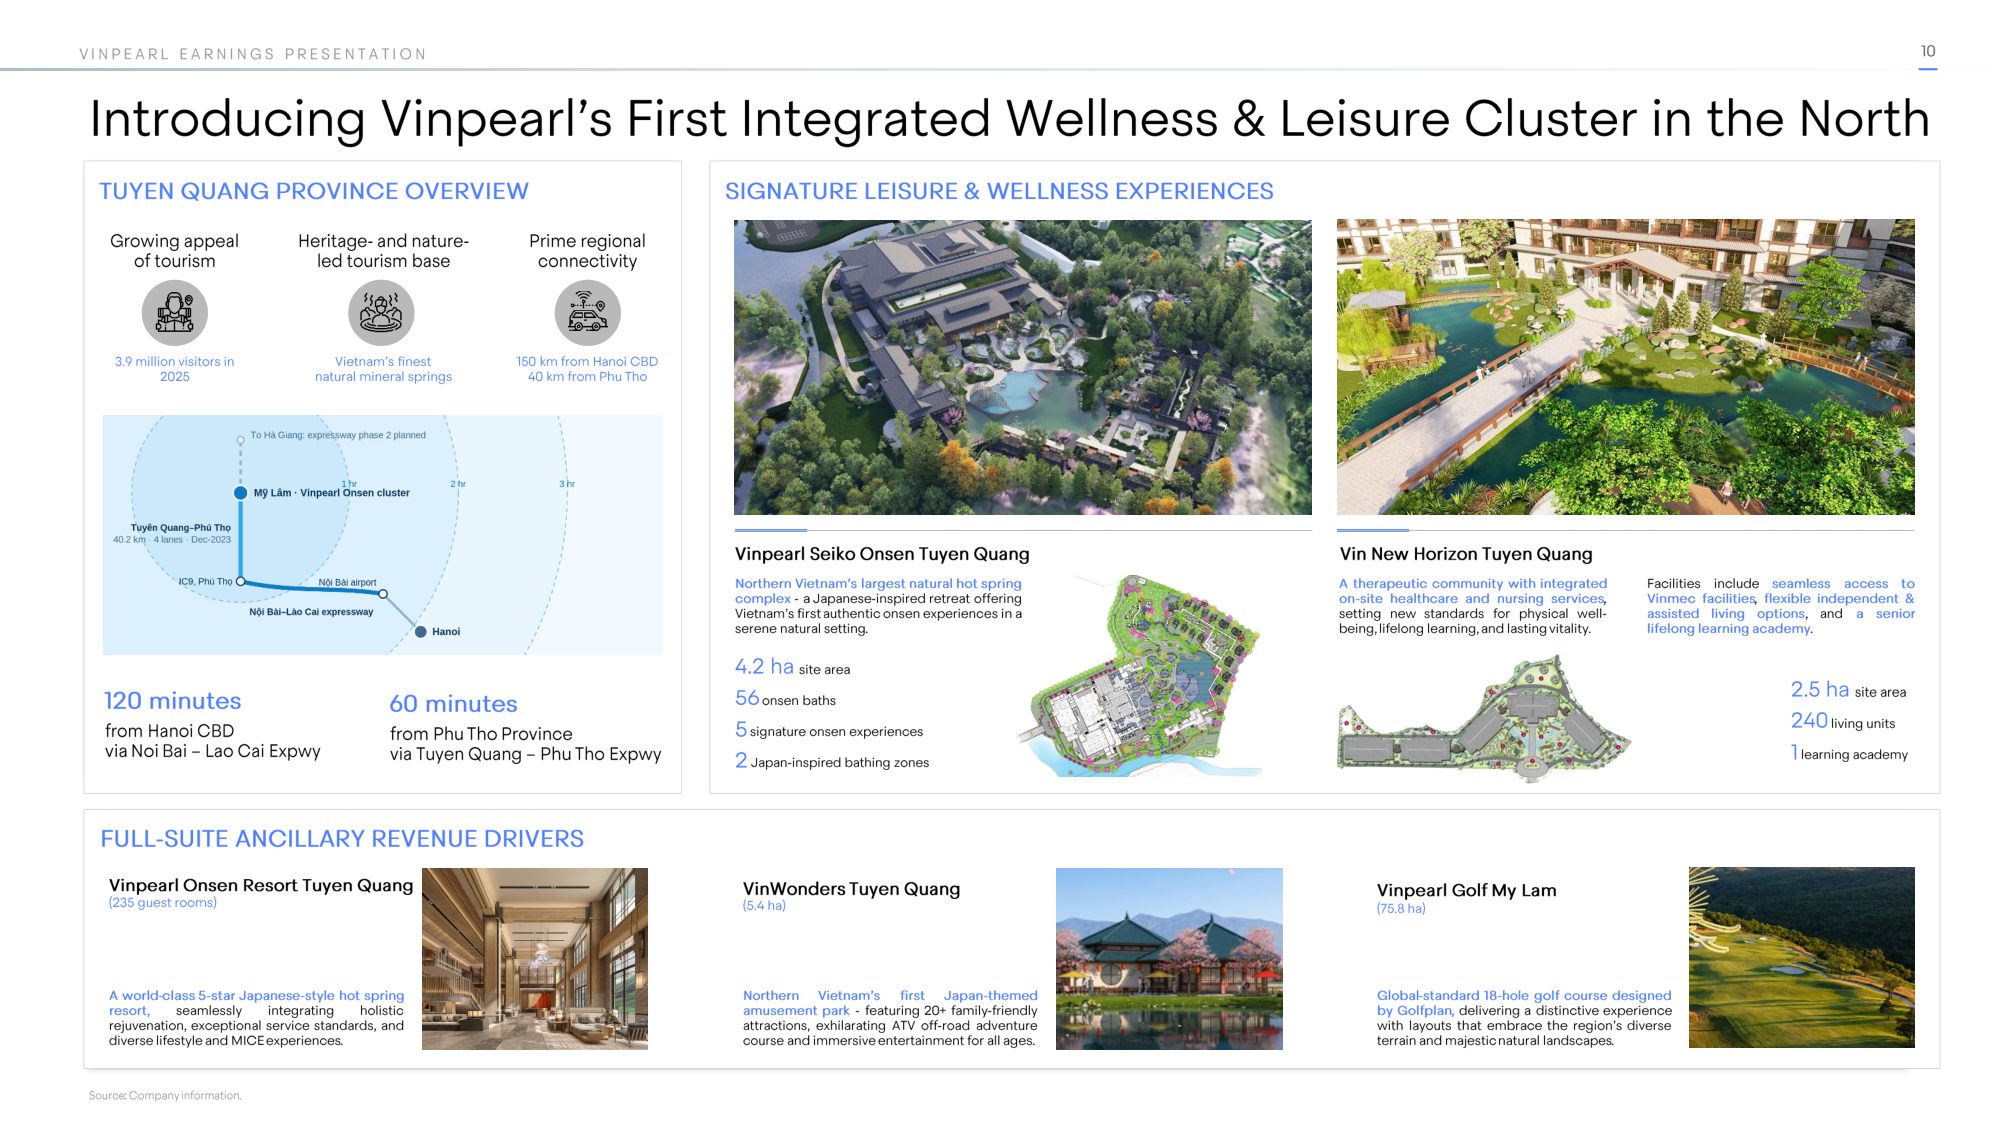 VINPEARL EARNINGS PRESENTATION
10
Introducing Vinpearl's First Integrated Wellness & Leisure Cluster in the North
TUYEN QUANG PROVINCE OVERVIEW
Growing appeal
of tourism
3.9 million visitors in
2025
Heritage- and nature-
led tourism base
Vietnam's finest
natural mineral springs
Prime regional
connectivity
150 km from Hanoi CBD
40 km from Phu Tho
To Hà Giang: expressway phase 2 planned
1 hr
2 hr
3 hr
Mỹ Lâm · Vinpearl Onsen cluster
Tuyên Quang–Phú Thọ
40.2 km · 4 lanes · Dec-2023
IC9, Phú Thọ
Nội Bài airport
Nội Bài–Lào Cai expressway
Hanoi
120 minutes
from Hanoi CBD
via Noi Bai – Lao Cai Expwy
60 minutes
from Phu Tho Province
via Tuyen Quang – Phu Tho Expwy
SIGNATURE LEISURE & WELLNESS EXPERIENCES
Vinpearl Seiko Onsen Tuyen Quang
Northern Vietnam's largest natural hot spring
complex - a Japanese-inspired retreat offering
Vietnam's first authentic onsen experiences in a
serene natural setting.
4.2 ha site area
56 onsen baths
5 signature onsen experiences
2 Japan-inspired bathing zones
Vin New Horizon Tuyen Quang
A therapeutic community with integrated
on-site healthcare and nursing services,
setting new standards for physical well-
being, lifelong learning, and lasting vitality.
Facilities include seamless access to
Vinmec facilities, flexible independent &
assisted living options, and a senior
lifelong learning academy.
2.5 ha site area
240 living units
1 learning academy
FULL-SUITE ANCILLARY REVENUE DRIVERS
Vinpearl Onsen Resort Tuyen Quang
(235 guest rooms)
A world-class 5-star Japanese-style hot spring
resort, seamlessly integrating holistic
rejuvenation, exceptional service standards, and
diverse lifestyle and MICE experiences.
VinWonders Tuyen Quang
(5.4 ha)
Northern Vietnam's first Japan-themed
amusement park - featuring 20+ family-friendly
attractions, exhilarating ATV off-road adventure
course and immersive entertainment for all ages.
Vinpearl Golf My Lam
(75.8 ha)
Global-standard 18-hole golf course designed
by Golfplan, delivering a distinctive experience
with layouts that embrace the region's diverse
terrain and majestic natural landscapes.
Source: Company information.